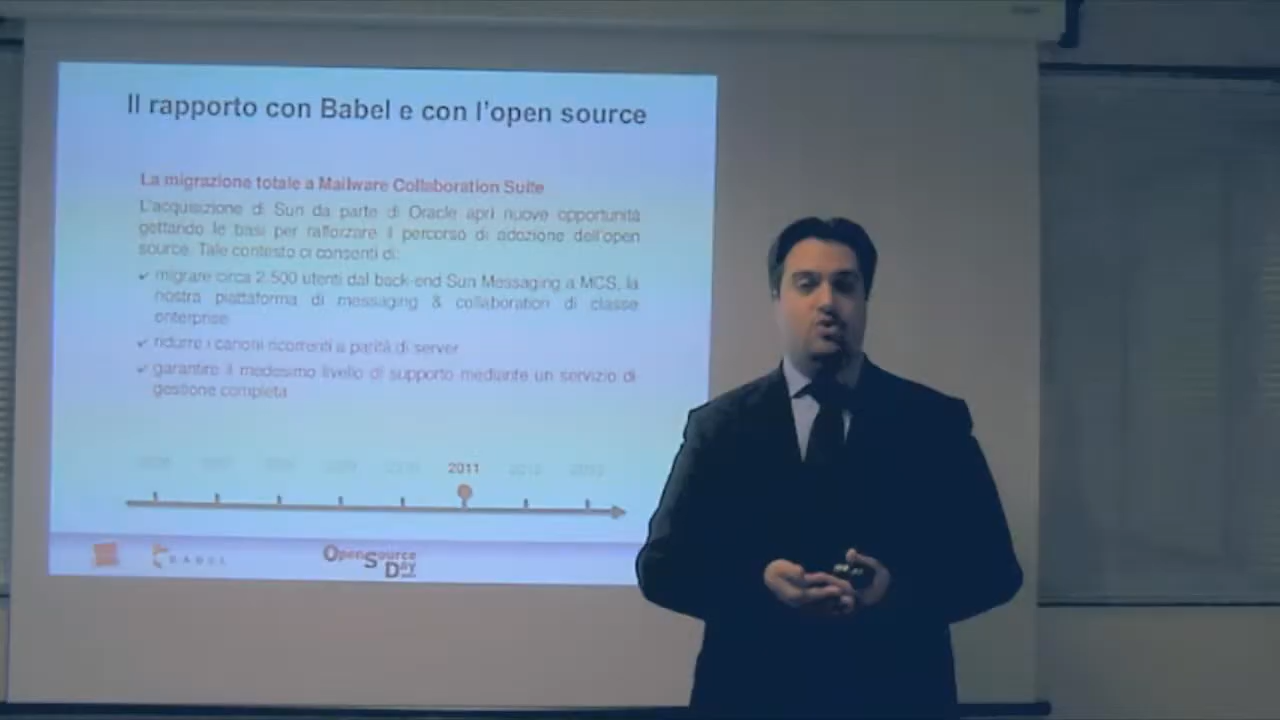 Il rapporto con Babel e con l'open source
La migrazione totale a Mailware Collaboration Suite
L'acquisizione di Sun da parte di Oracle aprì nuove opportunità
gettando le basi per rafforzare il percorso di adozione dell'open
source. Tale contesto ci consentì di:
✓ migrare circa 2.500 utenti dal back-end Sun Messaging a MCS, la
nostra piattaforma di messaging & collaboration di classe
enterprise
✓ ridurre i canoni ricorrenti a parità di server
✓ garantire il medesimo livello di supporto mediante un servizio di
gestione completa
2011
BABEL
OpenSource
Day